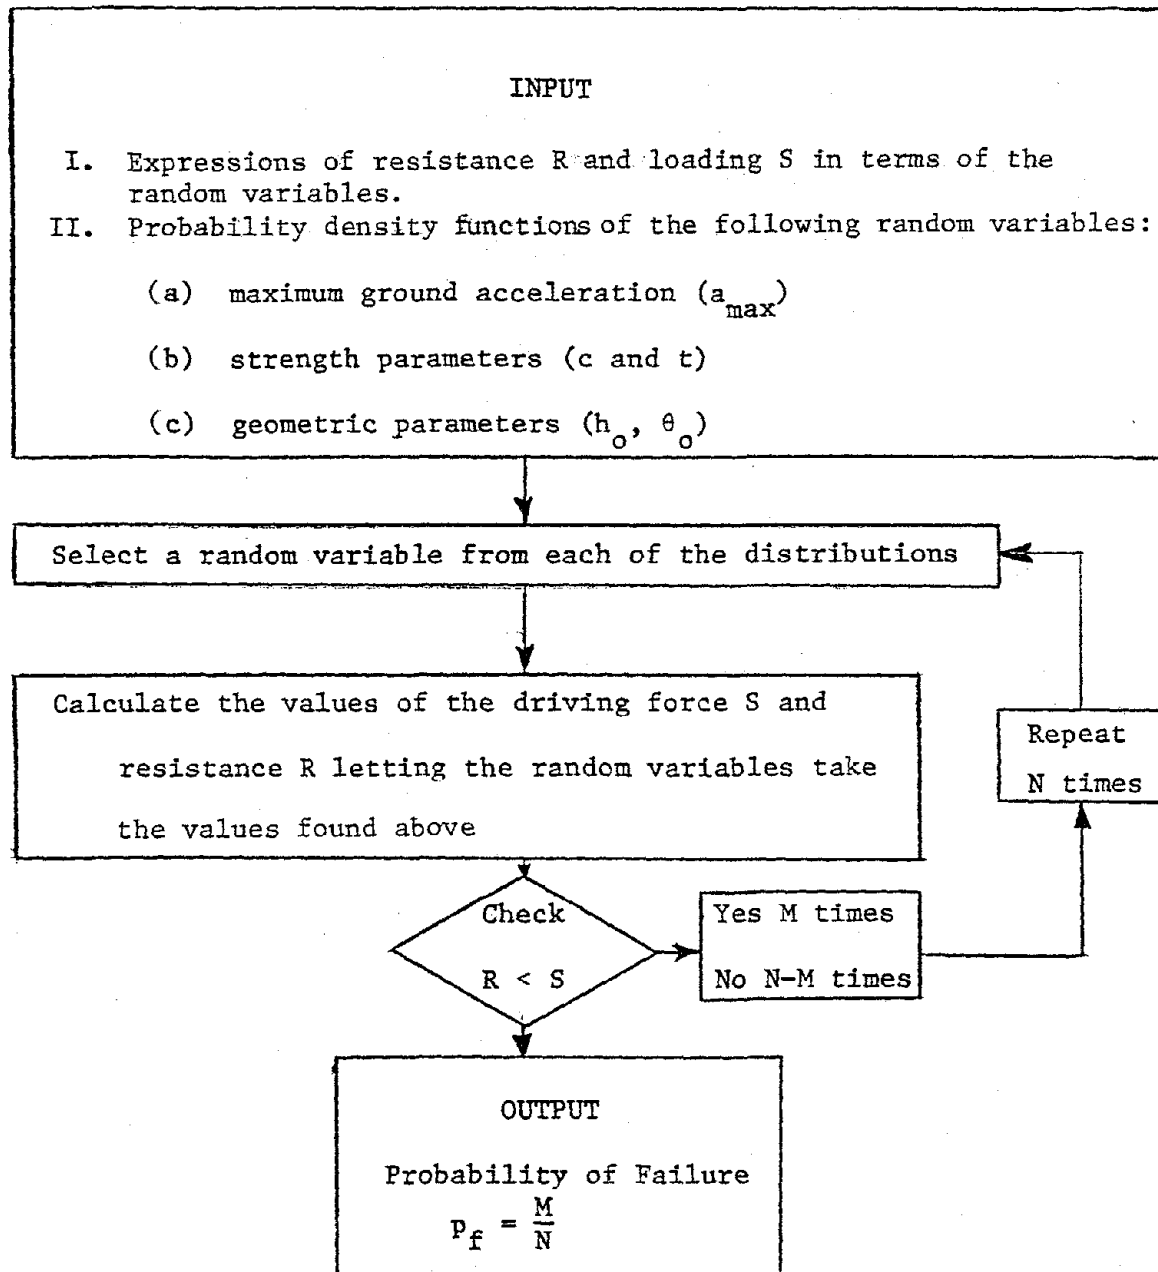 INPUT
I. Expressions of resistance R and loading S in terms of the
random variables.
II. Probability density functions of the following random variables:
(a) maximum ground acceleration (a_max)
(b) strength parameters (c and t)
(c) geometric parameters (h_o, θ_o)
Select a random variable from each of the distributions
Calculate the values of the driving force S and
resistance R letting the random variables take
the values found above
Repeat
N times
Check
R < S
Yes M times
No N-M times
OUTPUT
Probability of Failure
p_f = M/N